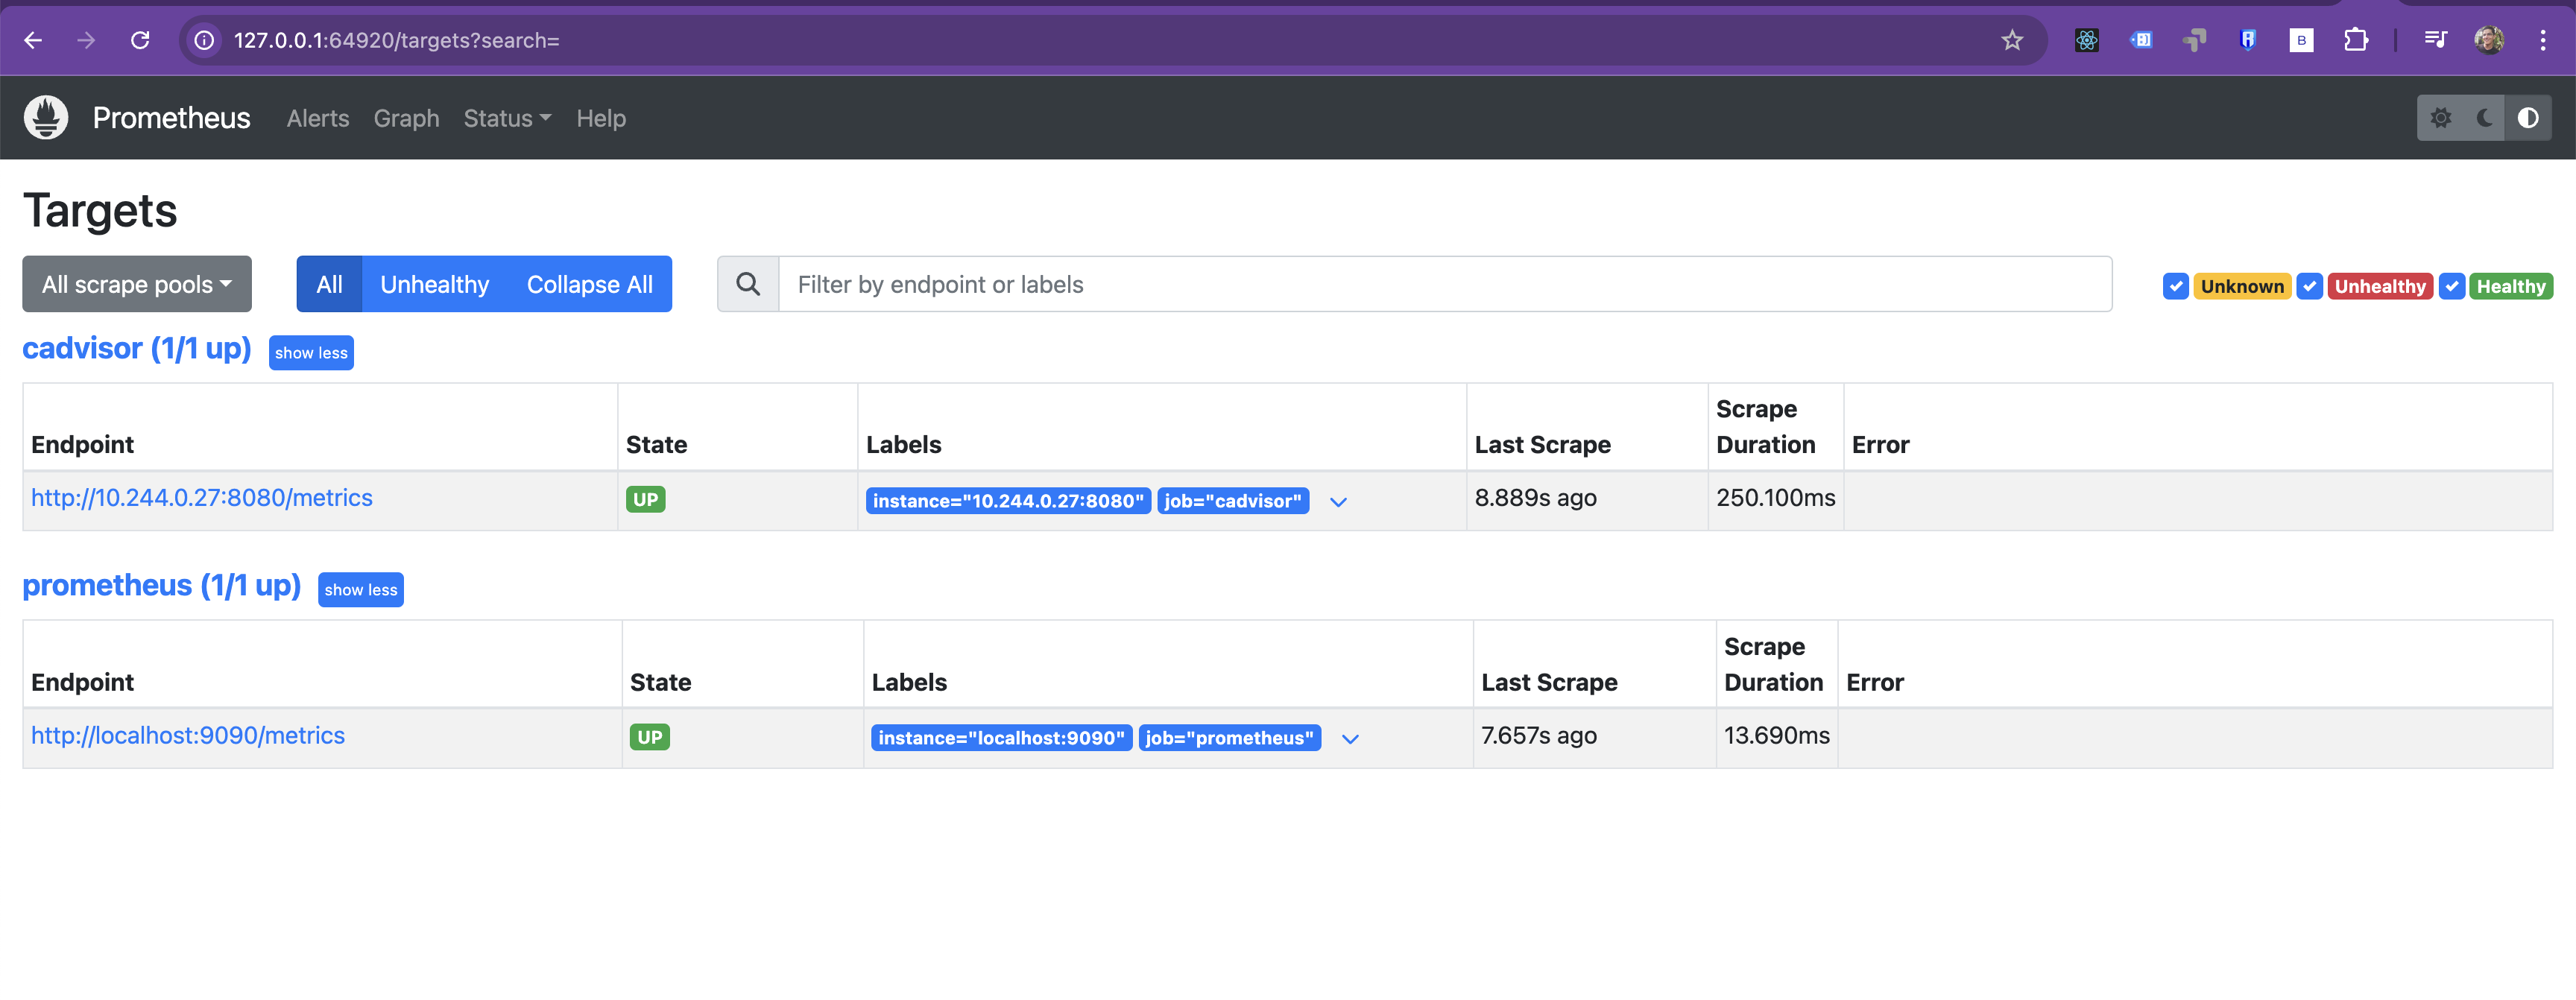 127.0.0.1:64920/targets?search=
B
Prometheus Alerts Graph Status Help
Targets
All scrape pools All Unhealthy Collapse All Filter by endpoint or labels Unknown Unhealthy Healthy
cadvisor (1/1 up) show less
Endpoint State Labels Last Scrape Scrape Duration Error
http://10.244.0.27:8080/metrics UP instance="10.244.0.27:8080" job="cadvisor" 8.889s ago 250.100ms
prometheus (1/1 up) show less
Endpoint State Labels Last Scrape Scrape Duration Error
http://localhost:9090/metrics UP instance="localhost:9090" job="prometheus" 7.657s ago 13.690ms